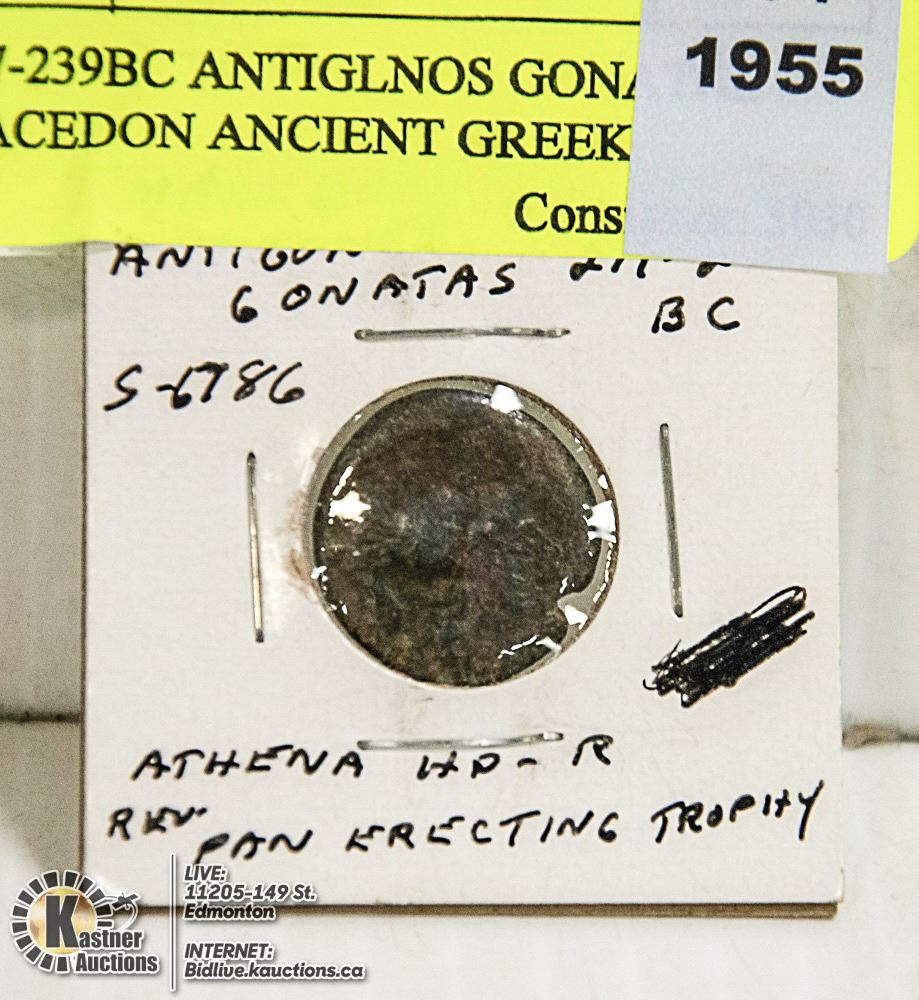 1955
-239BC ANTIGLNOS GONA
ACEDON ANCIENT GREEK
Cons
GONATAS
BC
S-6786
ATHENA HD-R
REV. PAN ERECTING TROPHY
Kastner Auctions
LIVE:
11205-149 St.
Edmonton
INTERNET:
Bidlive.kauctions.ca